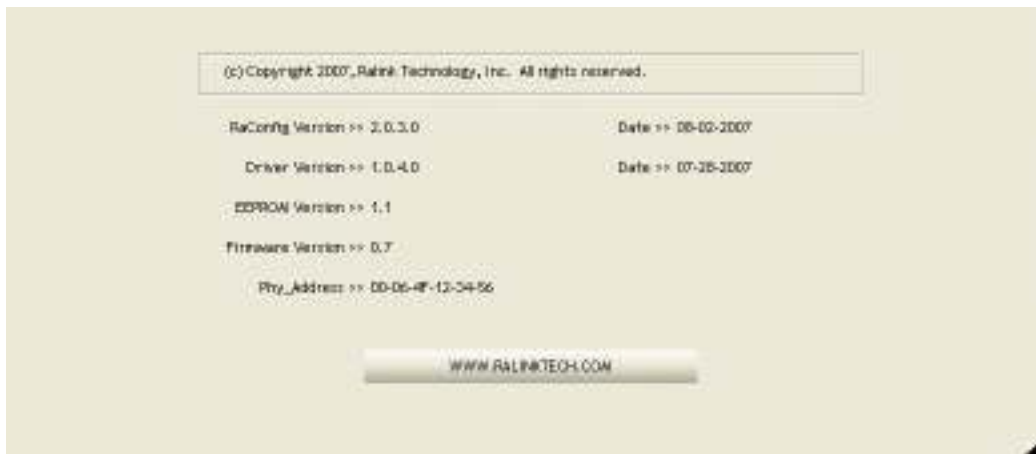 (c) Copyright 2007, Ralink Technology, Inc. All rights reserved.
RaConfig Version >> 2.0.3.0 Date >> 08-02-2007
Driver Version >> 1.0.4.0 Date >> 07-28-2007
EEPROM Version >> 1.1
Firmware Version >> 0.7
Phy_Address >> 00-06-4F-12-34-56
WWW.RALINKTECH.COM